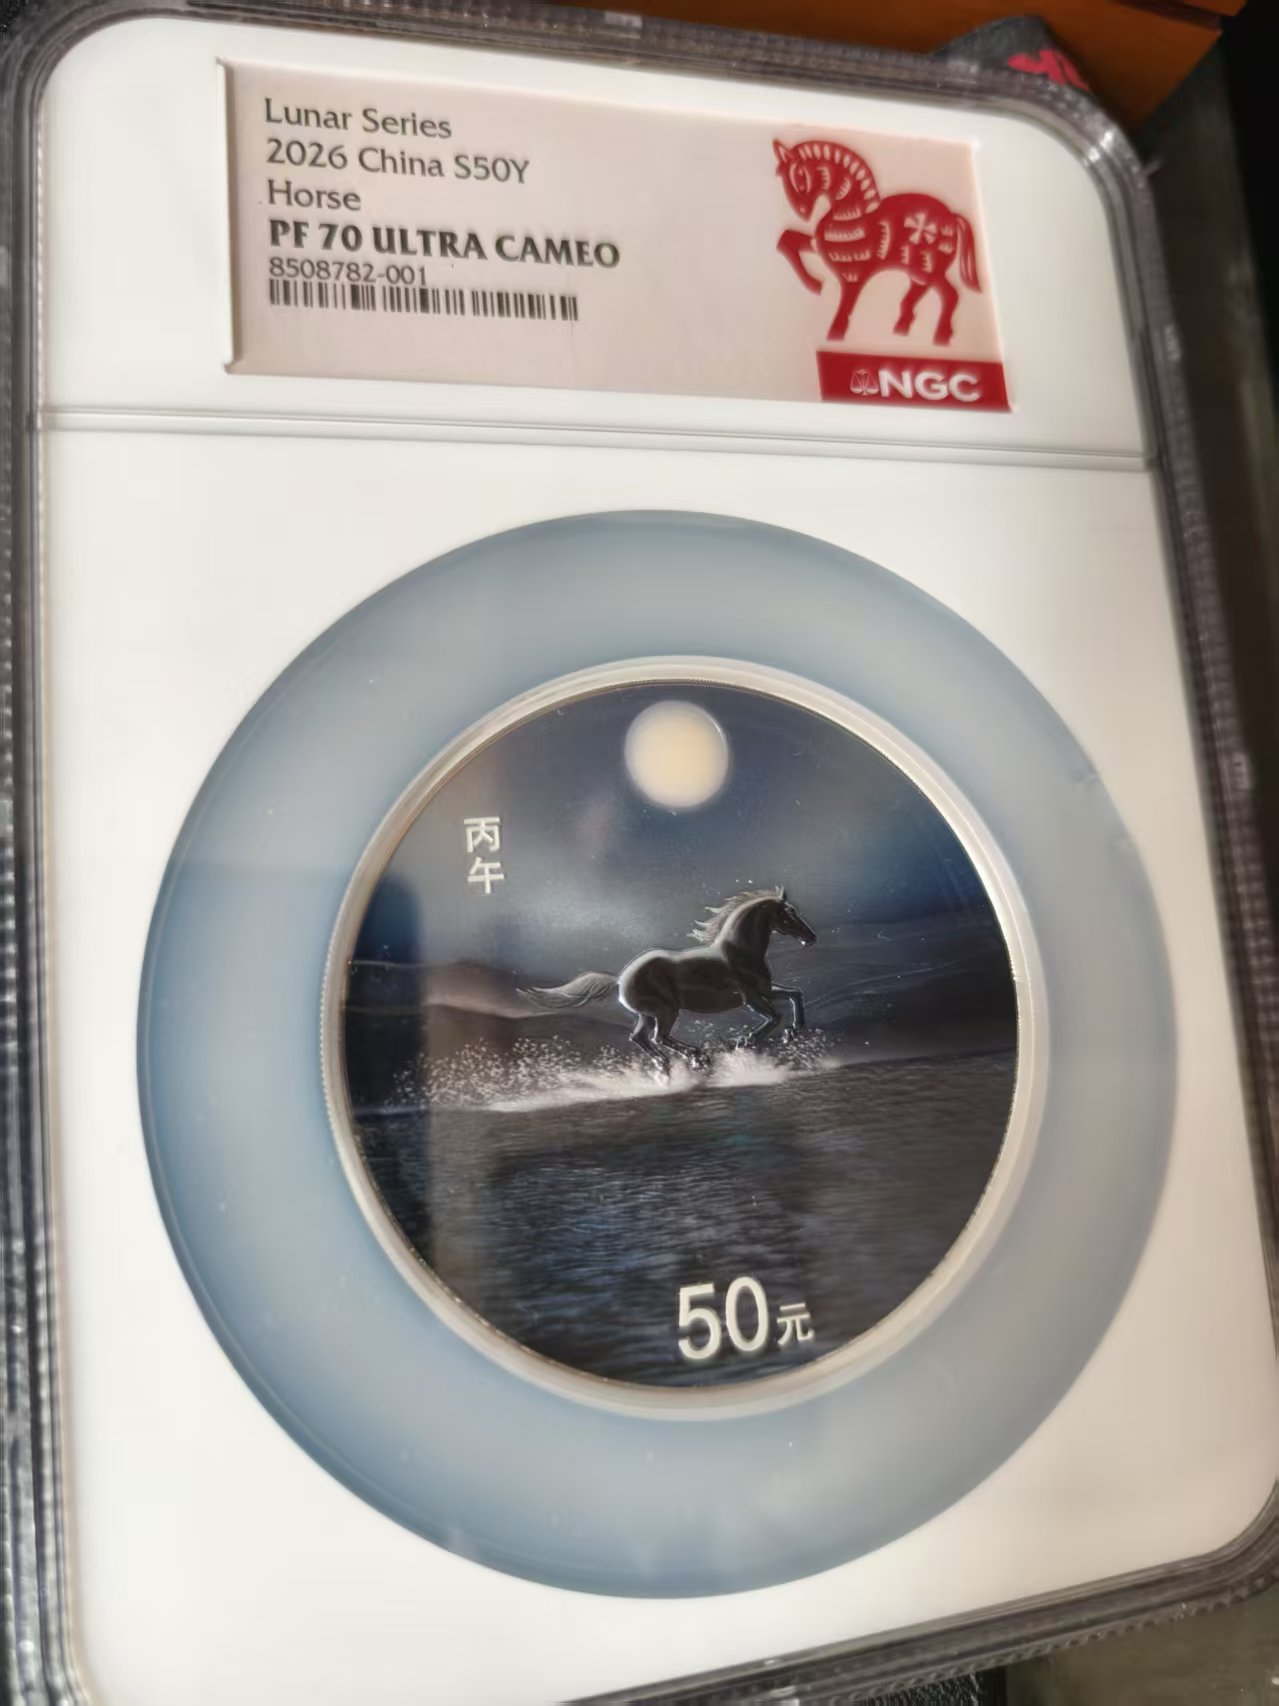 Lunar Series
2026 China S50Y
Horse
PF 70 ULTRA CAMEO
8508782-001
NGC
丙
午
50元